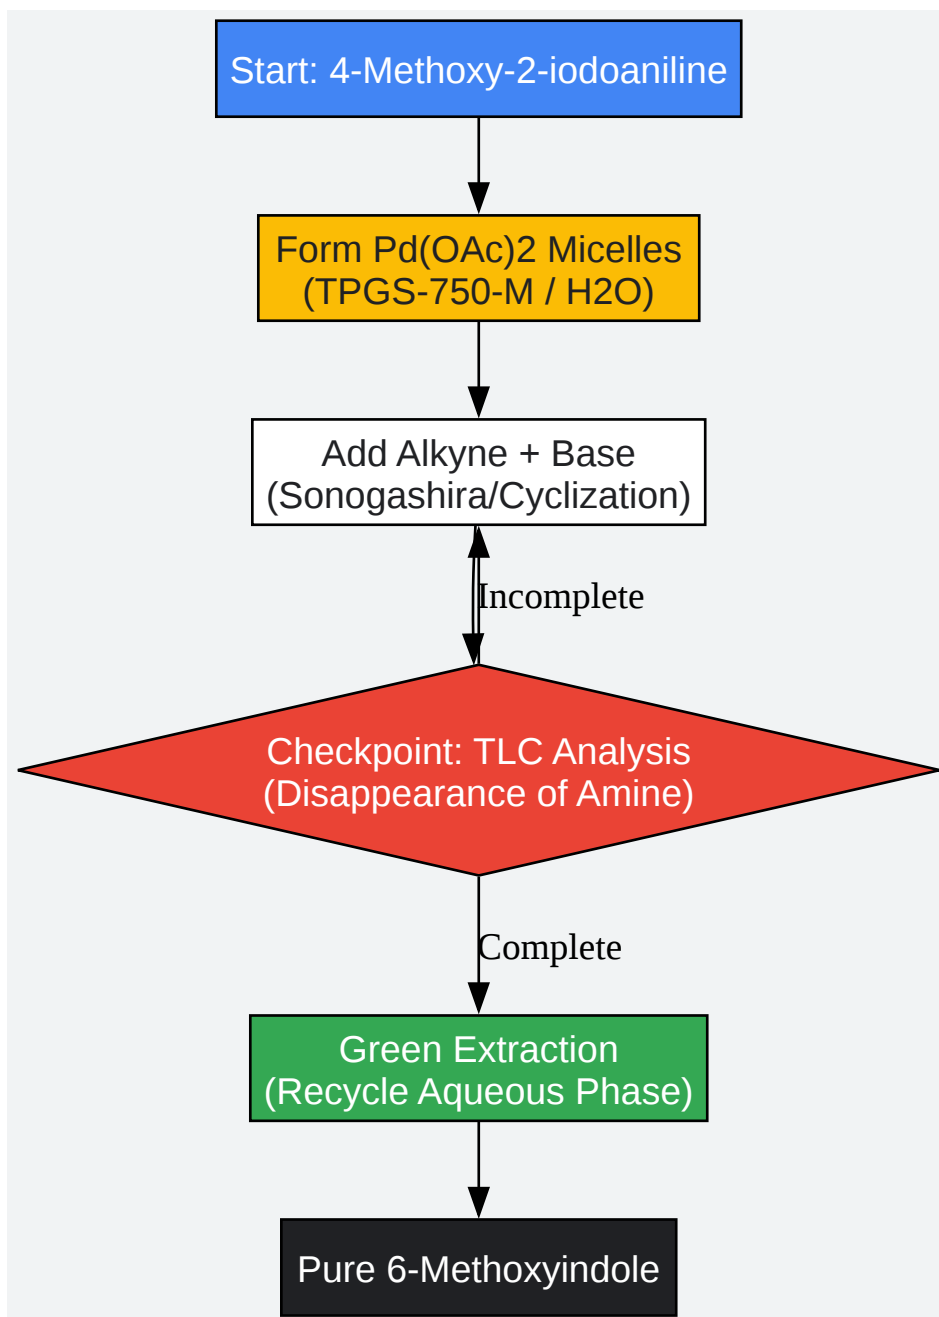 Start: 4-Methoxy-2-iodoaniline
Form Pd(OAc)2 Micelles
(TPGS-750-M / H2O)
Add Alkyne + Base
(Sonogashira/Cyclization)
Incomplete
Checkpoint: TLC Analysis
(Disappearance of Amine)
Complete
Green Extraction
(Recycle Aqueous Phase)
Pure 6-Methoxyindole